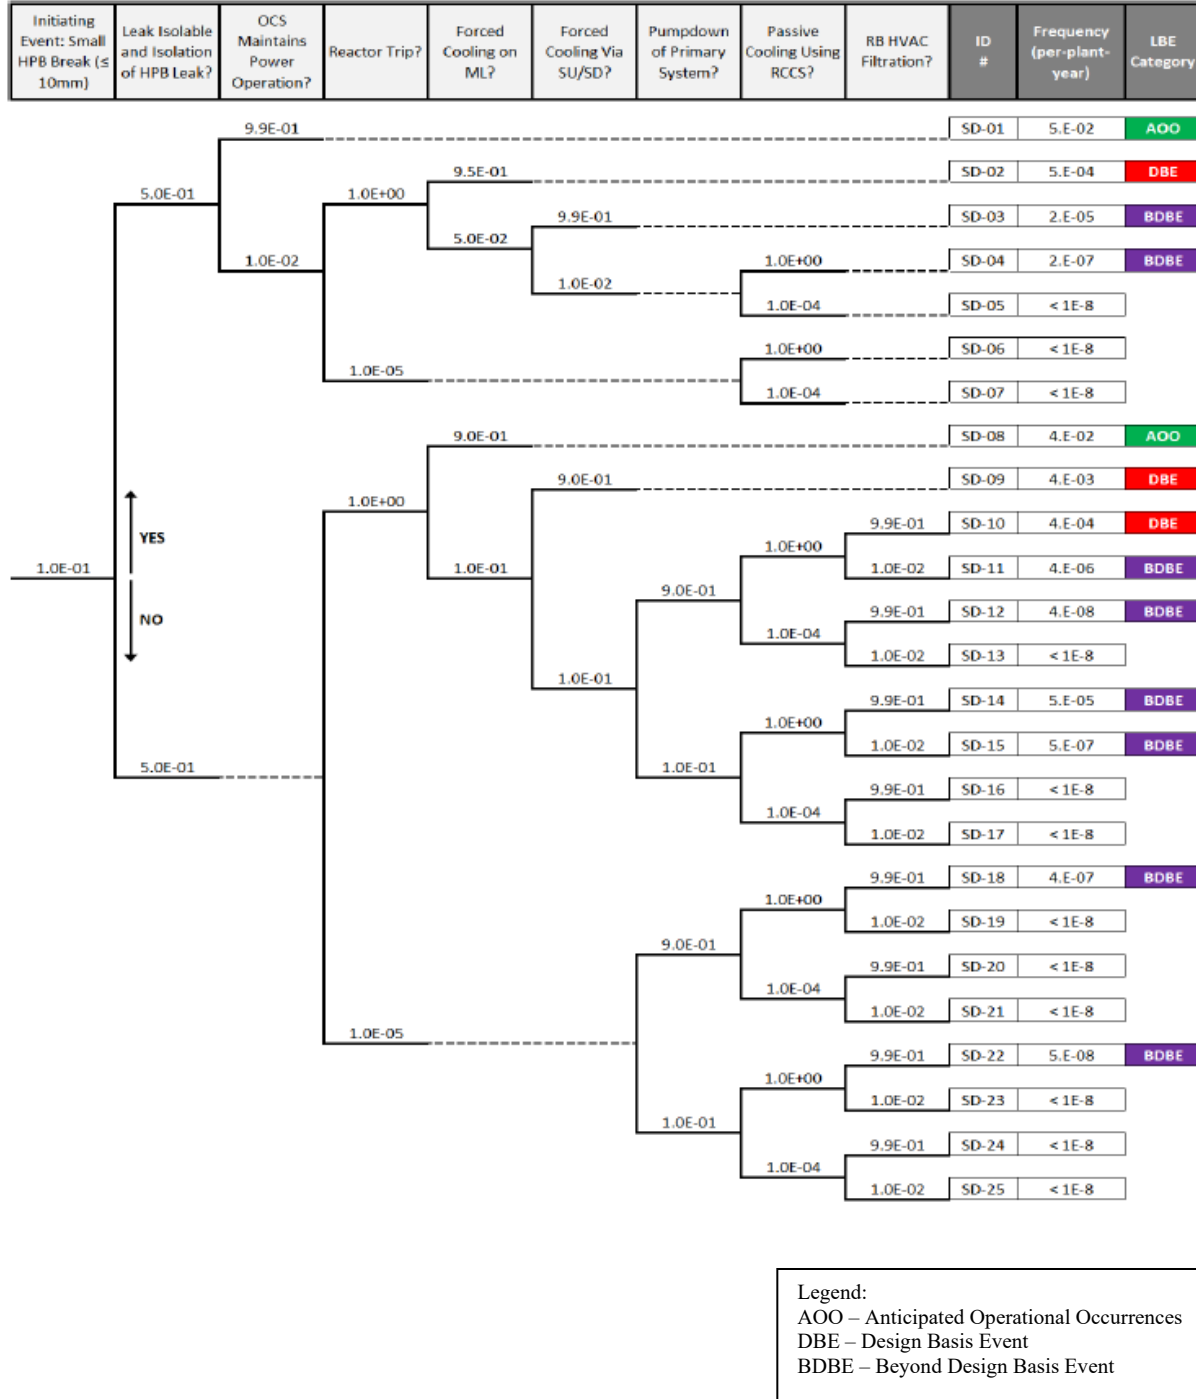 Initiating
Event: Small
HPB Break (≤
10mm)
Leak Isolable
and Isolation
of HPB Leak?
OCS
Maintains
Power
Operation?
Reactor Trip?
Forced
Cooling on
ML?
Forced
Cooling Via
SU/SD?
Pumpdown
of Primary
System?
Passive
Cooling Using
RCCS?
RB HVAC
Filtration?
ID
#
Frequency
(per-plant-
year)
LBE
Category
9.9E-01 SD-01 5.E-02 AOO
9.5E-01 SD-02 5.E-04 DBE
5.0E-01 1.0E+00
9.9E-01 SD-03 2.E-05 BDBE
5.0E-02
1.0E-02 1.0E+00 SD-04 2.E-07 BDBE
1.0E-02
1.0E-04 SD-05 < 1E-8
1.0E+00 SD-06 < 1E-8
1.0E-05
1.0E-04 SD-07 < 1E-8
9.0E-01 SD-08 4.E-02 AOO
9.0E-01 SD-09 4.E-03 DBE
1.0E+00
9.9E-01 SD-10 4.E-04 DBE
YES
1.0E+00
1.0E-01 1.0E-01 1.0E-02 SD-11 4.E-06 BDBE
9.0E-01
9.9E-01 SD-12 4.E-08 BDBE
NO
1.0E-04
1.0E-02 SD-13 < 1E-8
1.0E-01
9.9E-01 SD-14 5.E-05 BDBE
1.0E+00
1.0E-02 SD-15 5.E-07 BDBE
5.0E-01 1.0E-01
9.9E-01 SD-16 < 1E-8
1.0E-04
1.0E-02 SD-17 < 1E-8
9.9E-01 SD-18 4.E-07 BDBE
1.0E+00
1.0E-02 SD-19 < 1E-8
9.0E-01
9.9E-01 SD-20 < 1E-8
1.0E-04
1.0E-02 SD-21 < 1E-8
1.0E-05
9.9E-01 SD-22 5.E-08 BDBE
1.0E+00
1.0E-02 SD-23 < 1E-8
1.0E-01
9.9E-01 SD-24 < 1E-8
1.0E-04
1.0E-02 SD-25 < 1E-8
Legend:
AOO – Anticipated Operational Occurrences
DBE – Design Basis Event
BDBE – Beyond Design Basis Event